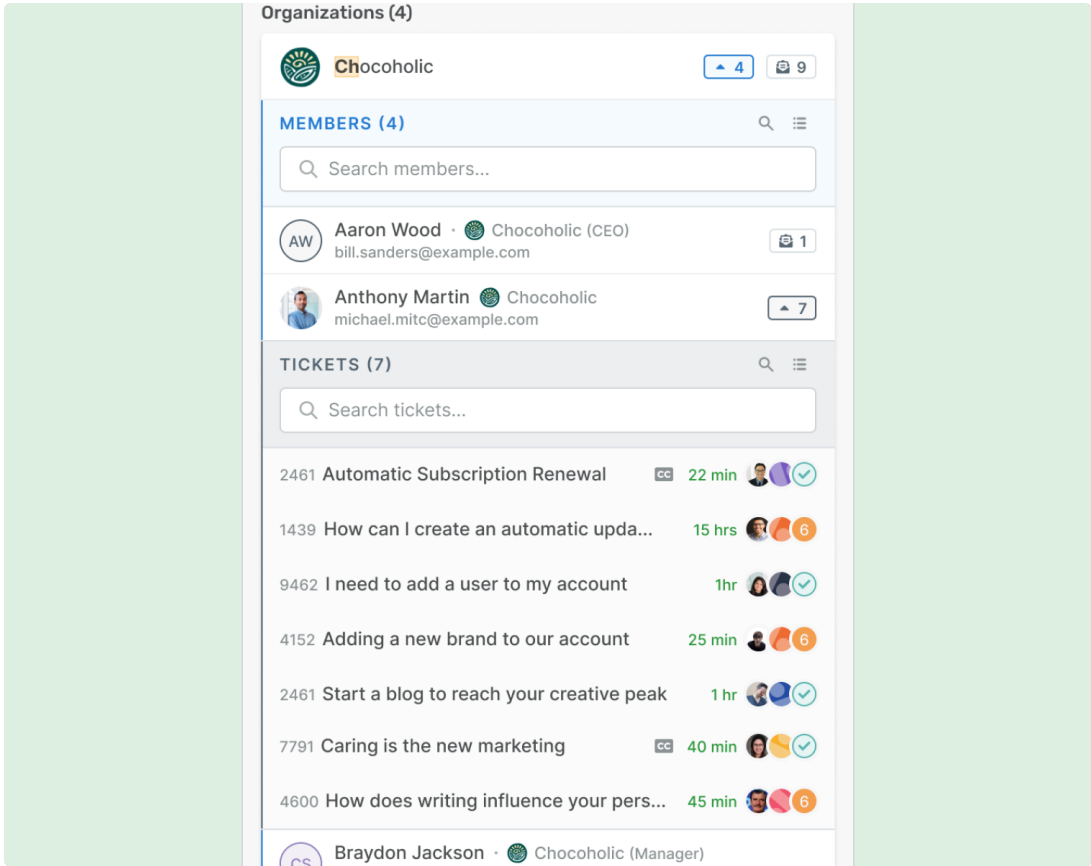 Organizations (4)
Chocoholic 4 9
MEMBERS (4)
Search members...
AW Aaron Wood · Chocoholic (CEO) 1
bill.sanders@example.com
Anthony Martin Chocoholic 7
michael.mitc@example.com
TICKETS (7)
Search tickets...
2461 Automatic Subscription Renewal CC 22 min
1439 How can I create an automatic upda... 15 hrs 6
9462 I need to add a user to my account 1hr
4152 Adding a new brand to our account 25 min 6
2461 Start a blog to reach your creative peak 1 hr
7791 Caring is the new marketing CC 40 min
4600 How does writing influence your pers... 45 min 6
CS Braydon Jackson · Chocoholic (Manager)